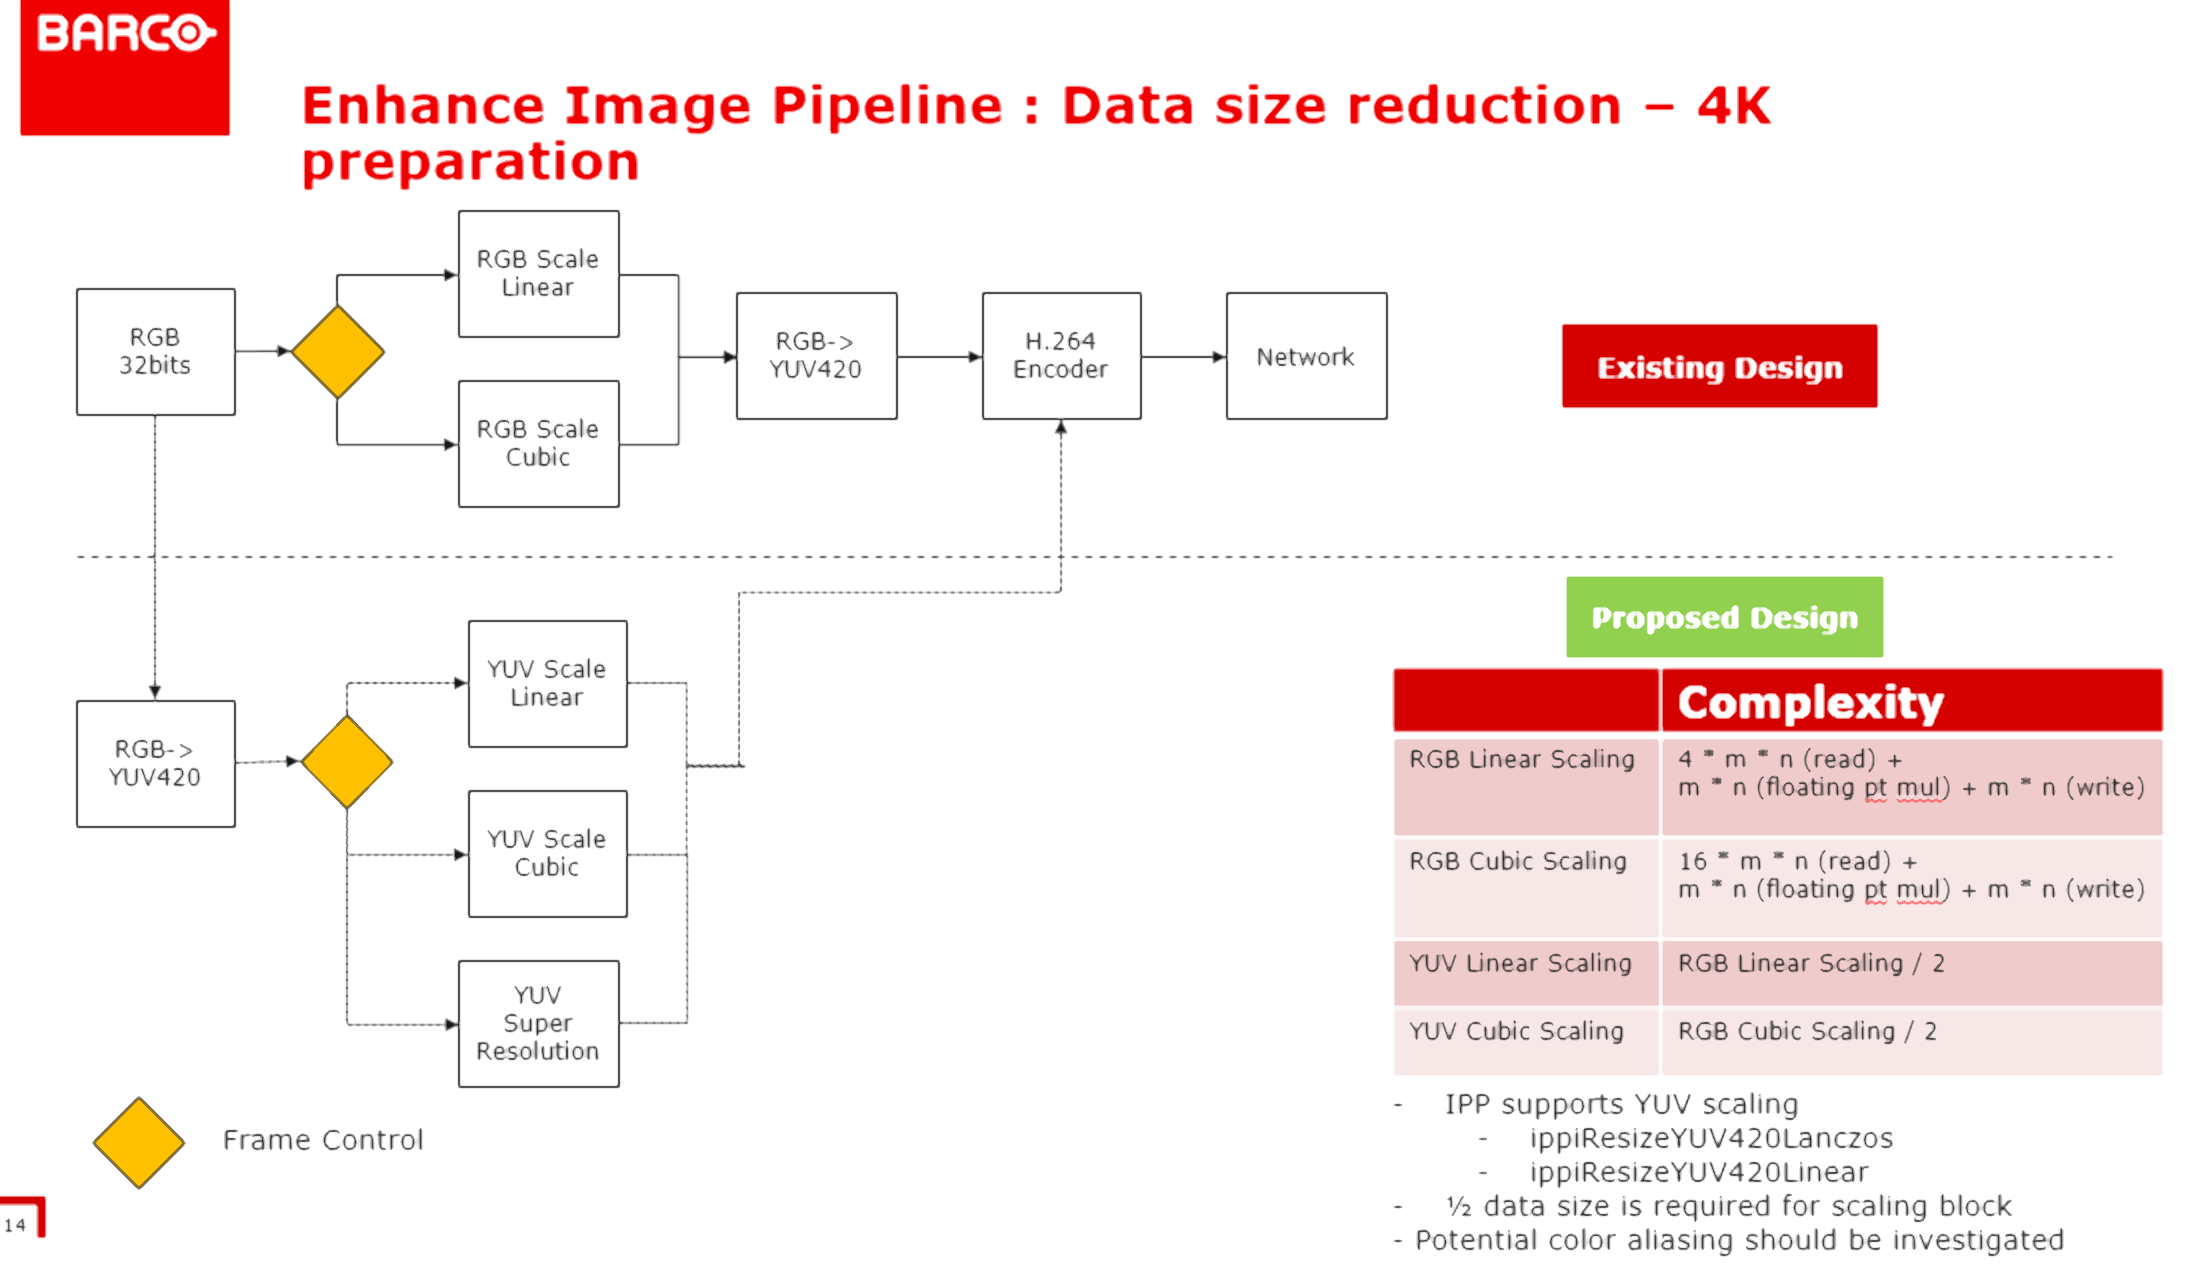 BARCO
Enhance Image Pipeline : Data size reduction – 4K
preparation
RGB
32bits
RGB Scale
Linear
RGB Scale
Cubic
RGB->
YUV420
H.264
Encoder
Network
Existing Design
Proposed Design
RGB->
YUV420
YUV Scale
Linear
YUV Scale
Cubic
YUV
Super
Resolution
Frame Control
Complexity
RGB Linear Scaling
4 * m * n (read) +
m * n (floating pt mul) + m * n (write)
RGB Cubic Scaling
16 * m * n (read) +
m * n (floating pt mul) + m * n (write)
YUV Linear Scaling
RGB Linear Scaling / 2
YUV Cubic Scaling
RGB Cubic Scaling / 2
- IPP supports YUV scaling
- ippiResizeYUV420Lanczos
- ippiResizeYUV420Linear
- ½ data size is required for scaling block
- Potential color aliasing should be investigated
14